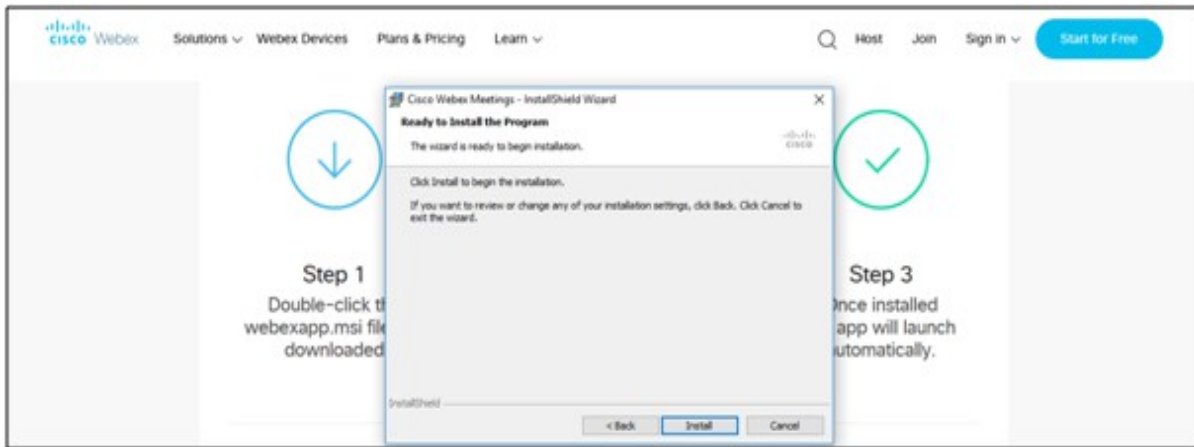 cisco Webex Solutions Webex Devices Plans & Pricing Learn Host Join Sign in Start for Free
Cisco Webex Meetings - InstallShield Wizard
Ready to Install the Program
The wizard is ready to begin installation.
cisco
Click Install to begin the installation.
If you want to review or change any of your installation settings, click Back. Click Cancel to
exit the wizard.
InstallShield
< Back Install Cancel
Step 1
Double-click
webexapp.msi
downloaded
Step 3
installed
app will launch